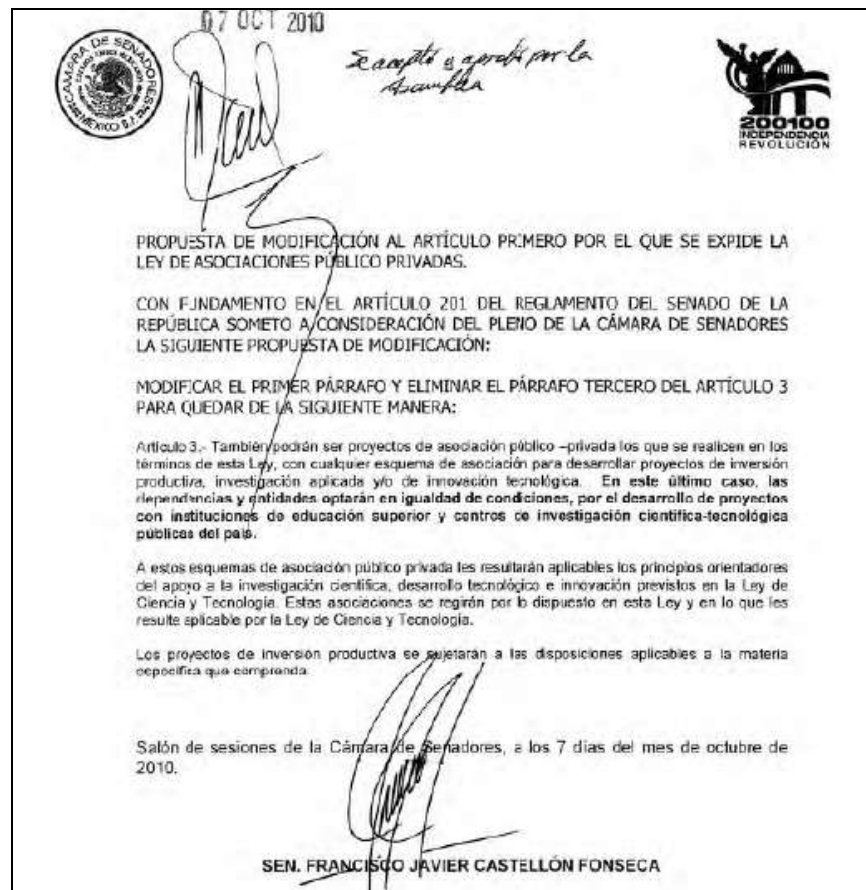 07 OCT 2010
Se aceptó y aprobó por la
Asamblea
CAMARA DE SENADORES
MEXICO D.F.
200100
INDEPENDENCIA
REVOLUCIÓN
PROPUESTA DE MODIFICACIÓN AL ARTÍCULO PRIMERO POR EL QUE SE EXPIDE LA
LEY DE ASOCIACIONES PÚBLICO PRIVADAS.
CON FUNDAMENTO EN EL ARTÍCULO 201 DEL REGLAMENTO DEL SENADO DE LA
REPÚBLICA SOMETO A CONSIDERACIÓN DEL PLENO DE LA CÁMARA DE SENADORES
LA SIGUIENTE PROPUESTA DE MODIFICACIÓN:
MODIFICAR EL PRIMER PÁRRAFO Y ELIMINAR EL PÁRRAFO TERCERO DEL ARTÍCULO 3
PARA QUEDAR DE LA SIGUIENTE MANERA:
Artículo 3.- También podrán ser proyectos de asociación público –privada los que se realicen en los
términos de esta Ley, con cualquier esquema de asociación para desarrollar proyectos de inversión
productiva, investigación aplicada y/o de innovación tecnológica. En este último caso, las
dependencias y entidades optarán en igualdad de condiciones, por el desarrollo de proyectos
con instituciones de educación superior y centros de investigación científica-tecnológica
públicas del país.
A estos esquemas de asociación público privada les resultarán aplicables los principios orientadores
del apoyo a la investigación científica, desarrollo tecnológico e innovación previstos en la Ley de
Ciencia y Tecnología. Estas asociaciones se regirán por lo dispuesto en esta Ley y en lo que les
resulte aplicable por la Ley de Ciencia y Tecnología.
Los proyectos de inversión productiva se sujetarán a las disposiciones aplicables a la materia
específica que comprenda.
Salón de sesiones de la Cámara de Senadores, a los 7 días del mes de octubre de
2010.
SEN. FRANCISCO JAVIER CASTELLÓN FONSECA